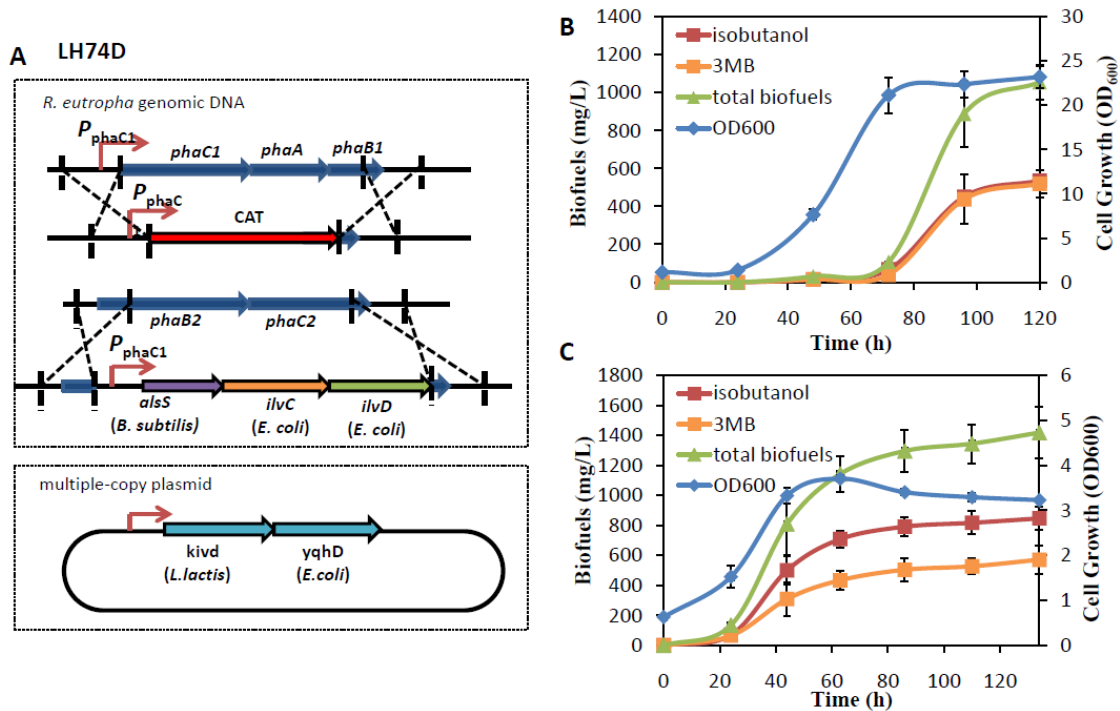 A
LH74D
R. eutropha genomic DNA
PphaC1
phaC1
phaA
phaB1
PphaC
CAT
phaB2
phaC2
PphaC1
alsS
ilvC
ilvD
(B. subtilis)
(E. coli)
(E. coli)
multiple-copy plasmid
kivd
yqhD
(L.lactis)
(E.coli)
B
1400
1200
1000
800
600
400
200
0
Biofuels (mg/L)
isobutanol
3MB
total biofuels
OD600
30
25
20
15
10
5
0
Cell Growth (OD600)
0 20 40 60 80 100 120
Time (h)
C
1800
1600
1400
1200
1000
800
600
400
200
0
Biofuels (mg/L)
isobutanol
3MB
total biofuels
OD600
6
5
4
3
2
1
0
Cell Growth (OD600)
0 20 40 60 80 100 120
Time (h)